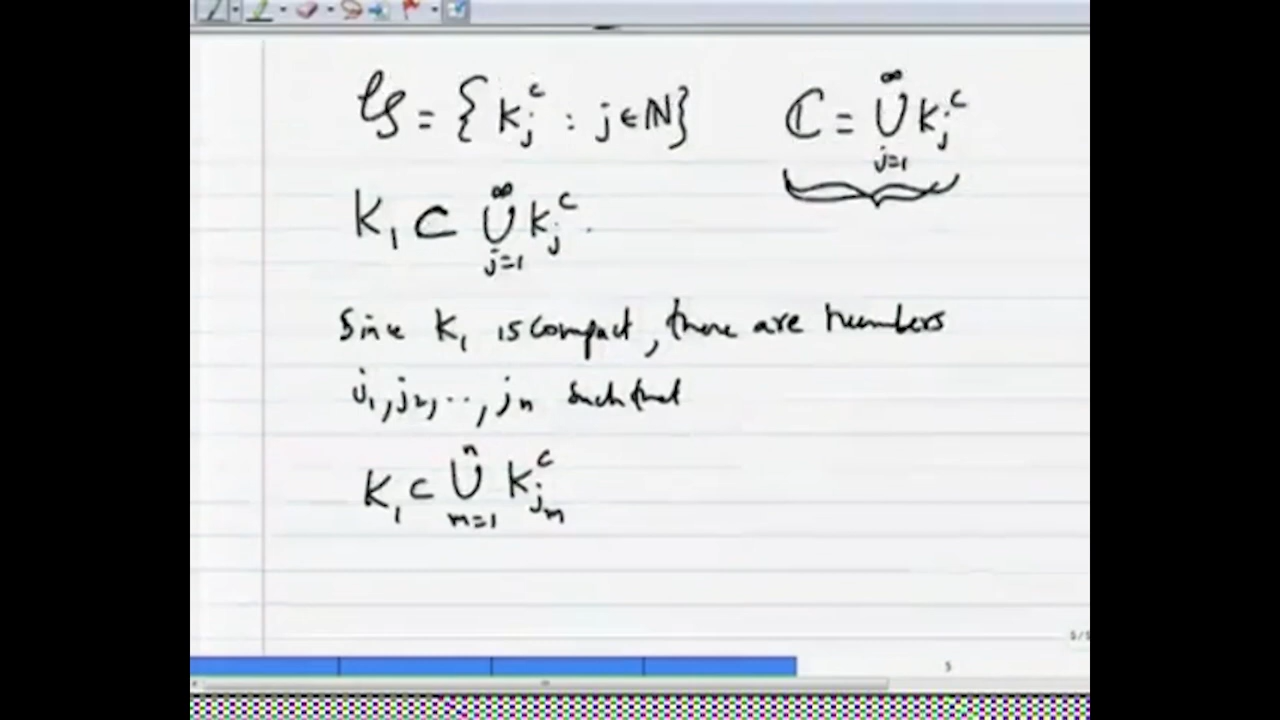 𝒢 = { K_j^c : j ∈ ℕ }    ℂ = ∪_{j=1}^∞ K_j^c
K_1 ⊂ ∪_{j=1}^∞ K_j^c.
Since K_1 is compact, there are numbers
j_1, j_2, .., j_n such that
K_1 ⊂ ∪_{m=1}^n K_{j_m}^c
5